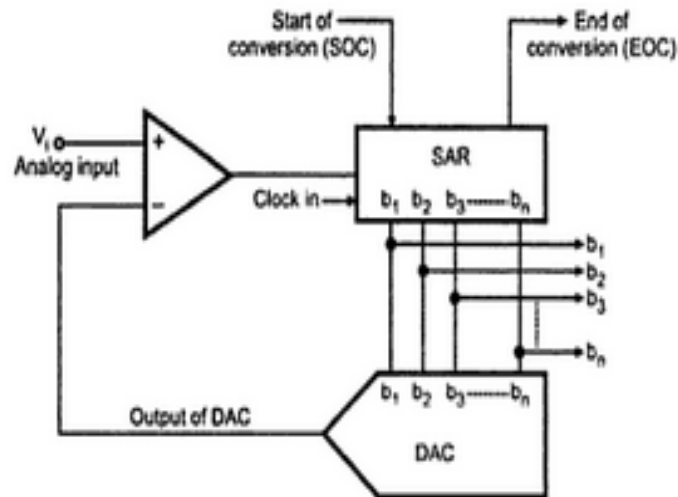 Start of
conversion (SOC)
End of
conversion (EOC)
Vi
Analog input
+
−
SAR
Clock in
b1 b2 b3 bn
b1
b2
b3
bn
b1 b2 b3 bn
Output of DAC
DAC